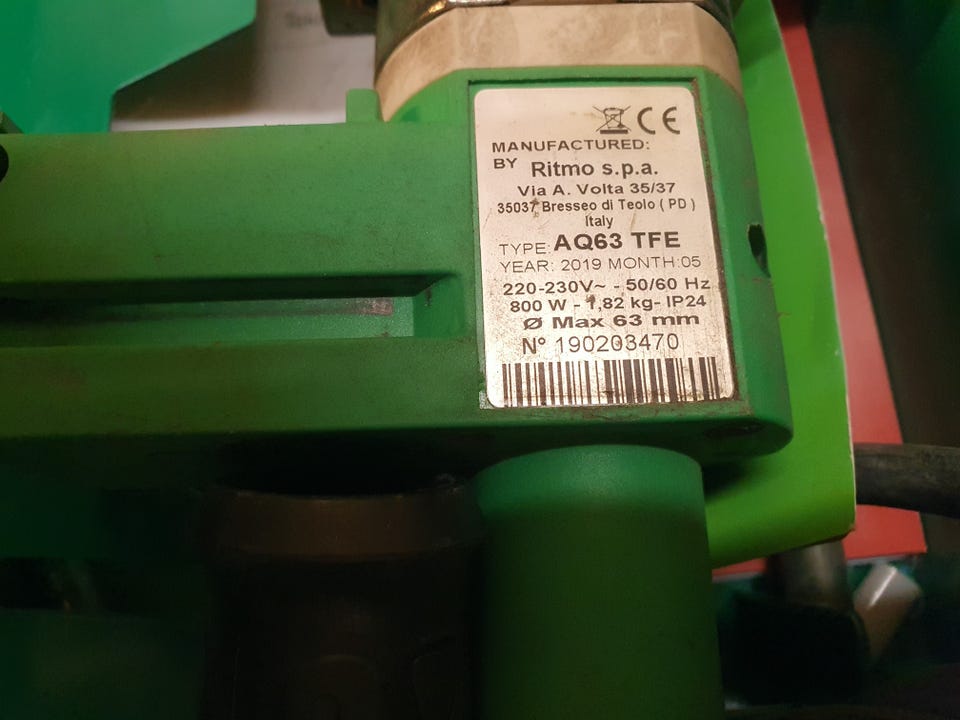 CE
MANUFACTURED:
BY Ritmo s.p.a.
Via A. Volta 35/37
35037 Bresseo di Teolo ( PD )
Italy
TYPE: AQ63 TFE
YEAR: 2019 MONTH:05
220-230V~ - 50/60 Hz
800 W - 1,82 kg- IP24
Ø Max 63 mm
N° 190203470